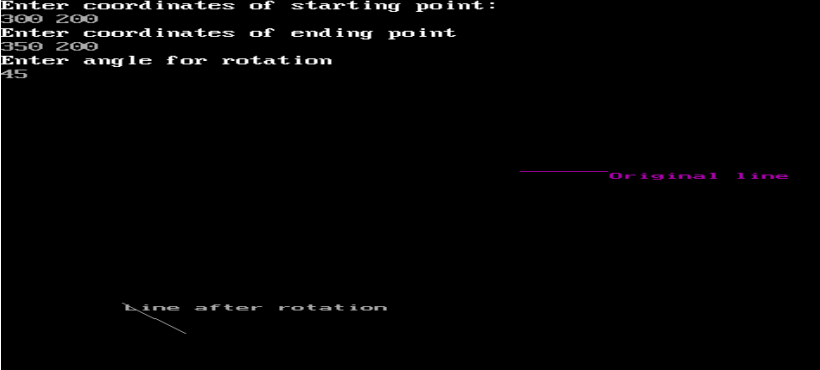 Enter coordinates of starting point:
300 200
Enter coordinates of ending point
350 200
Enter angle for rotation
45
Original line
Line after rotation